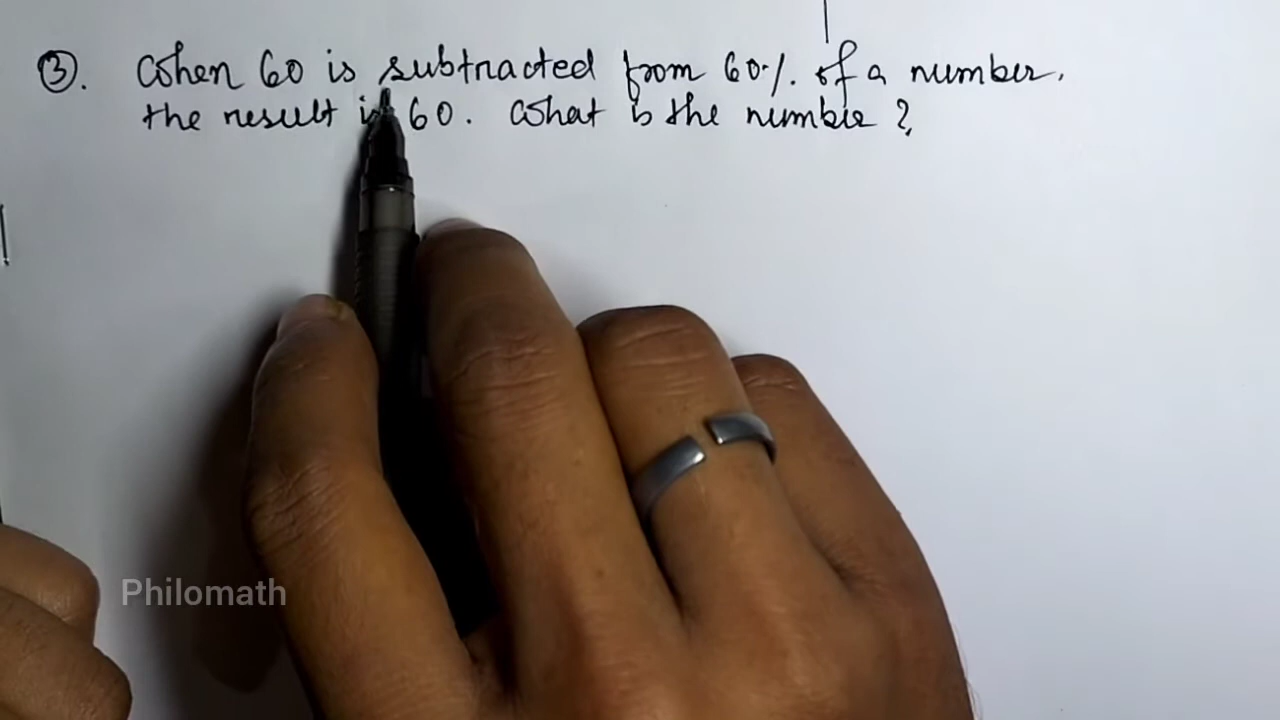 3. When 60 is subtracted from 60% of a number,
the result is 60. What is the number ?
Philomath